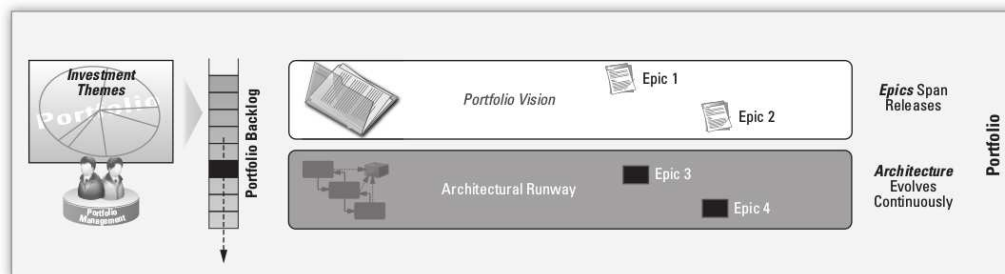 Investment
Themes
Portfolio
Portfolio
Management
Portfolio Backlog
Portfolio Vision
Epic 1
Epic 2
Architectural Runway
Epic 3
Epic 4
Epics Span
Releases
Architecture
Evolves
Continuously
Portfolio